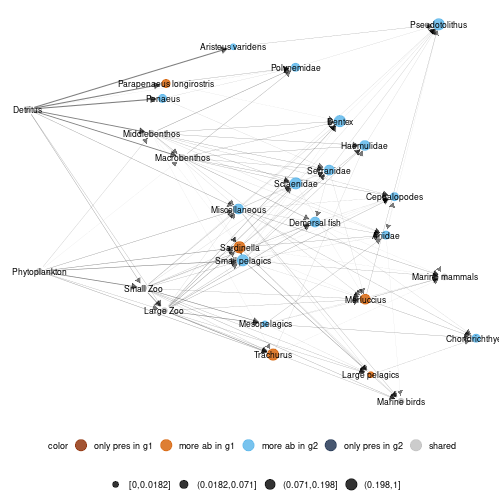 Pseudotolithus
Aristeus varidens
Polynemidae
Parapenaeus longirostris
Penaeus
Detritus
Dentex
Middlebenthos
Haemulidae
Macrobenthos
Serranidae
Sciaenidae
Cephalopodes
Miscellaneous
Demersal fish
Ariidae
Sardinella
Small pelagics
Phytoplankton
Marine mammals
Small Zoo
Merluccius
Large Zoo
Mesopelagics
Chondrichthye
Trachurus
Large pelagics
Marine birds
color only pres in g1 more ab in g1 more ab in g2 only pres in g2 shared
[0,0.0182] (0.0182,0.071] (0.071,0.198] (0.198,1]